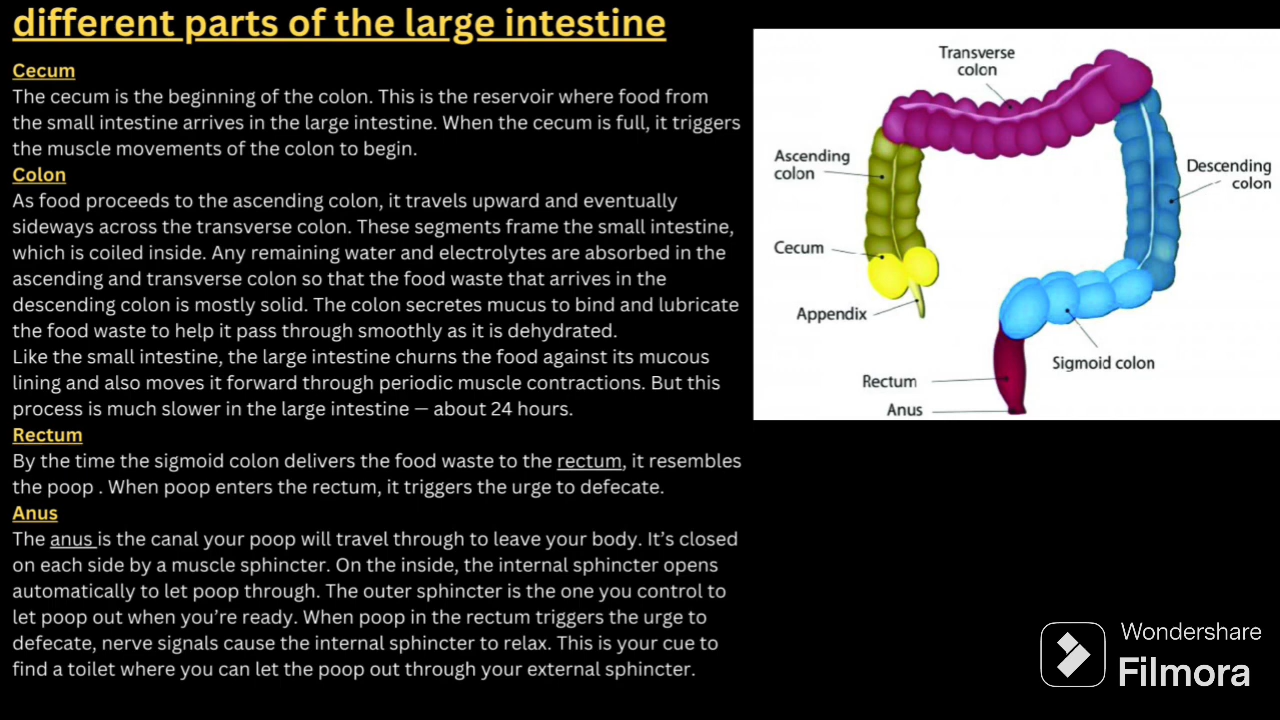 different parts of the large intestine
Cecum
The cecum is the beginning of the colon. This is the reservoir where food from
the small intestine arrives in the large intestine. When the cecum is full, it triggers
the muscle movements of the colon to begin.
Colon
As food proceeds to the ascending colon, it travels upward and eventually
sideways across the transverse colon. These segments frame the small intestine,
which is coiled inside. Any remaining water and electrolytes are absorbed in the
ascending and transverse colon so that the food waste that arrives in the
descending colon is mostly solid. The colon secretes mucus to bind and lubricate
the food waste to help it pass through smoothly as it is dehydrated.
Like the small intestine, the large intestine churns the food against its mucous
lining and also moves it forward through periodic muscle contractions. But this
process is much slower in the large intestine — about 24 hours.
Rectum
By the time the sigmoid colon delivers the food waste to the rectum, it resembles
the poop . When poop enters the rectum, it triggers the urge to defecate.
Anus
The anus is the canal your poop will travel through to leave your body. It’s closed
on each side by a muscle sphincter. On the inside, the internal sphincter opens
automatically to let poop through. The outer sphincter is the one you control to
let poop out when you’re ready. When poop in the rectum triggers the urge to
defecate, nerve signals cause the internal sphincter to relax. This is your cue to
find a toilet where you can let the poop out through your external sphincter.
Transverse
colon
Ascending
colon
Descending
colon
Cecum
Appendix
Sigmoid colon
Rectum
Anus
Wondershare
Filmora